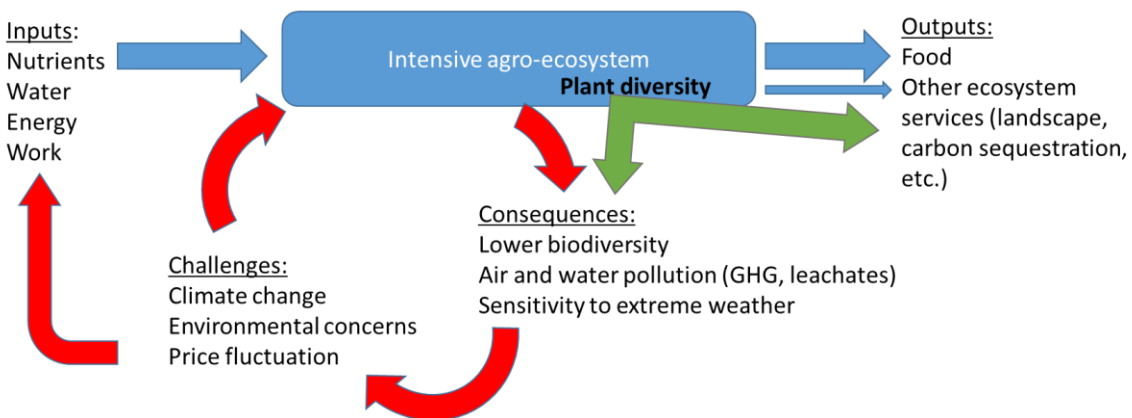 Inputs:
Nutrients
Water
Energy
Work
Intensive agro-ecosystem
Plant diversity
Outputs:
Food
Other ecosystem
services (landscape,
carbon sequestration,
etc.)
Consequences:
Lower biodiversity
Air and water pollution (GHG, leachates)
Sensitivity to extreme weather
Challenges:
Climate change
Environmental concerns
Price fluctuation